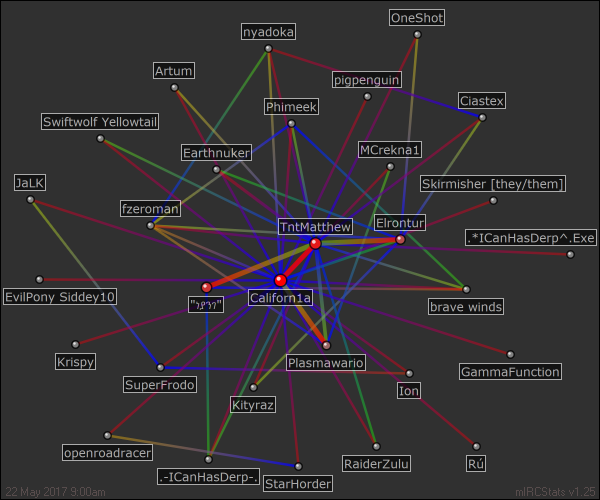 OneShot
nyadoka
Artum
pigpenguin
Phimeek
Ciastex
Swiftwolf Yellowtail
Earthnuker
MCrekna1
JaLK
Skirmisher [they/them]
fzeroman
TntMatthew
Elrontur
.*ICanHasDerp^.Exe
EvilPony Siddey10
Californ1a
brave winds
Krispy
Plasmawario
GammaFunction
SuperFrodo
Kityraz
Ion
openroadracer
.-ICanHasDerp-.
StarHorder
RaiderZulu
Rú
22 May 2017 9:00am
mIRCStats v1.25